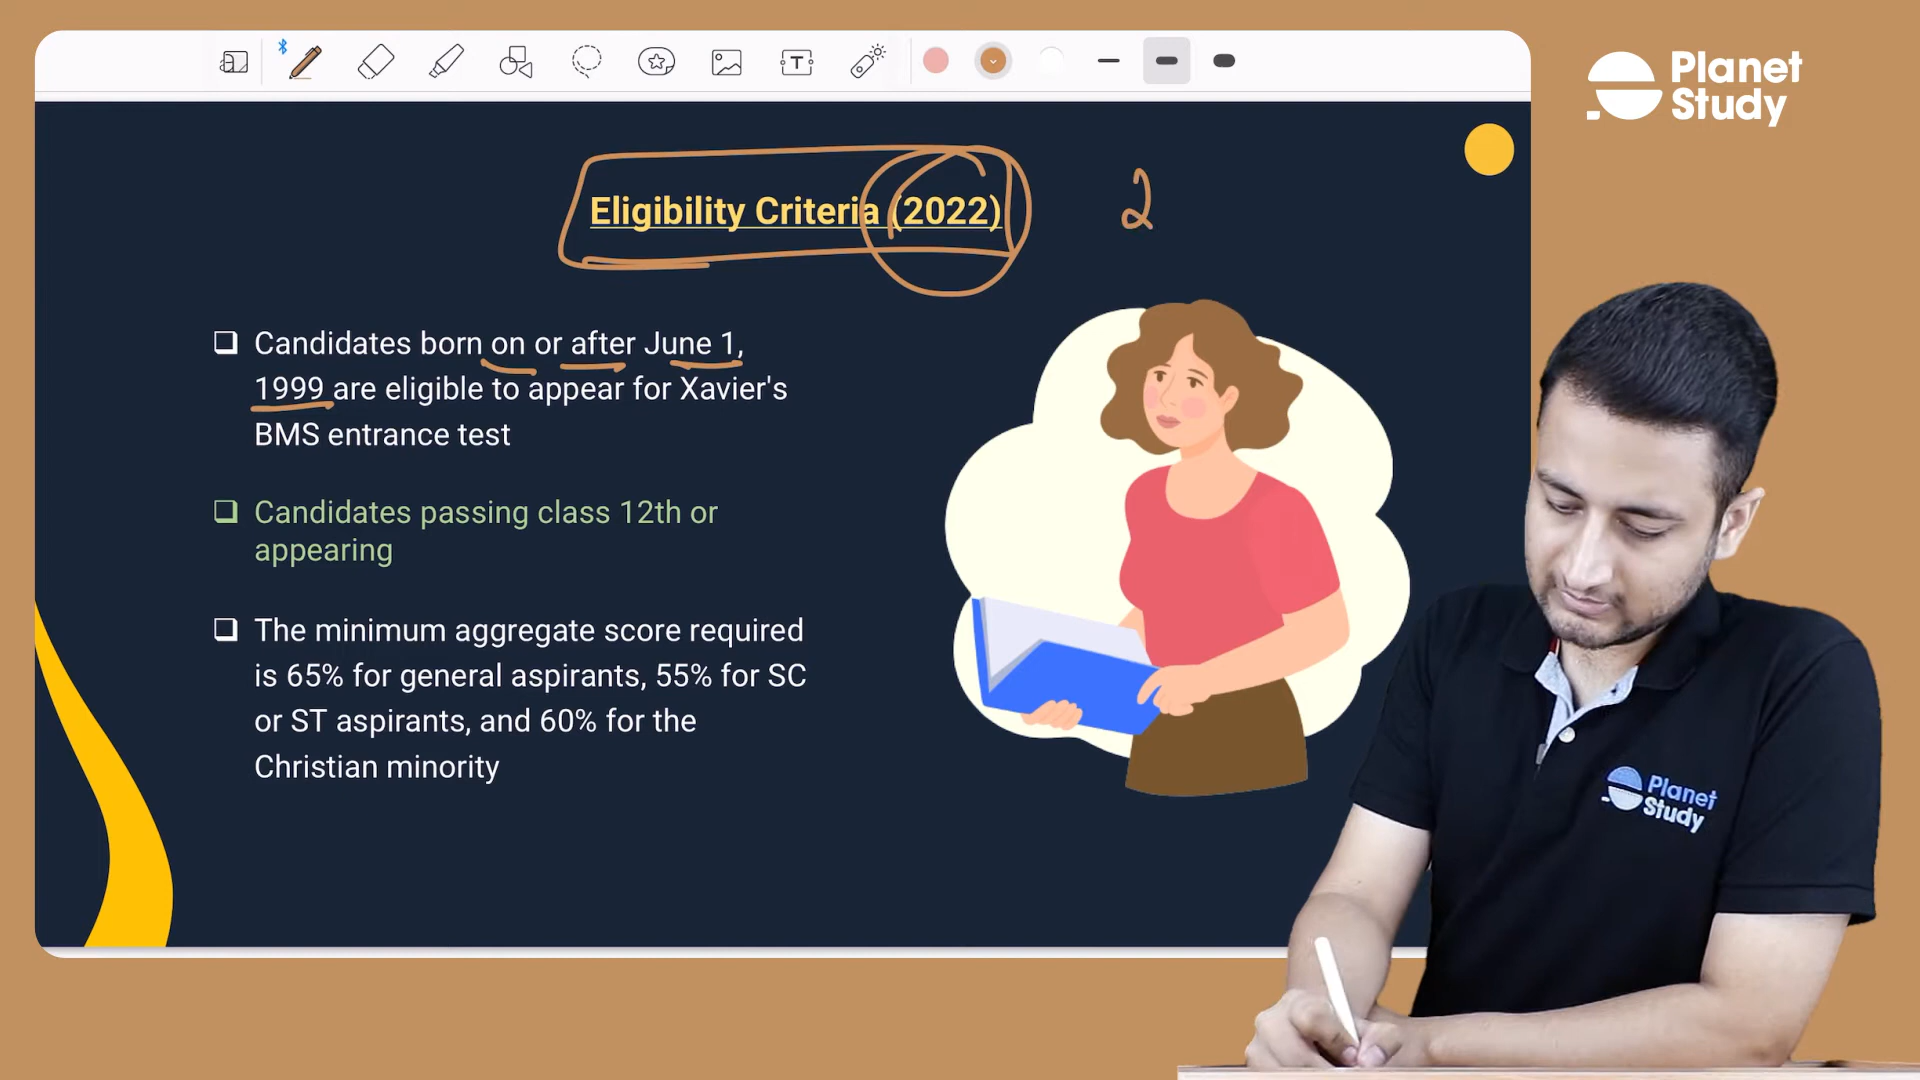 Planet
Study
Eligibility Criteria (2022)
2
❑ Candidates born on or after June 1,
1999 are eligible to appear for Xavier's
BMS entrance test
❑ Candidates passing class 12th or
appearing
❑ The minimum aggregate score required
is 65% for general aspirants, 55% for SC
or ST aspirants, and 60% for the
Christian minority
Planet
Study